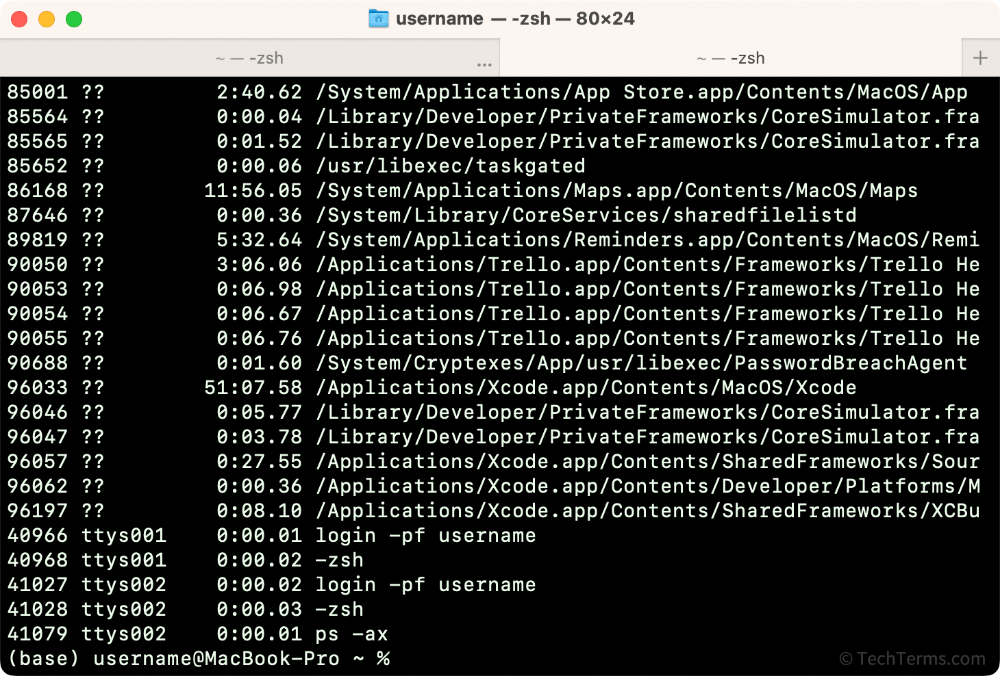 username — -zsh — 80×24
~ — -zsh ... ~ — -zsh +
85001 ?? 2:40.62 /System/Applications/App Store.app/Contents/MacOS/App
85564 ?? 0:00.04 /Library/Developer/PrivateFrameworks/CoreSimulator.fra
85565 ?? 0:01.52 /Library/Developer/PrivateFrameworks/CoreSimulator.fra
85652 ?? 0:00.06 /usr/libexec/taskgated
86168 ?? 11:56.05 /System/Applications/Maps.app/Contents/MacOS/Maps
87646 ?? 0:00.36 /System/Library/CoreServices/sharedfilelistd
89819 ?? 5:32.64 /System/Applications/Reminders.app/Contents/MacOS/Remi
90050 ?? 3:06.06 /Applications/Trello.app/Contents/Frameworks/Trello He
90053 ?? 0:06.98 /Applications/Trello.app/Contents/Frameworks/Trello He
90054 ?? 0:06.67 /Applications/Trello.app/Contents/Frameworks/Trello He
90055 ?? 0:06.76 /Applications/Trello.app/Contents/Frameworks/Trello He
90688 ?? 0:01.60 /System/Cryptexes/App/usr/libexec/PasswordBreachAgent
96033 ?? 51:07.58 /Applications/Xcode.app/Contents/MacOS/Xcode
96046 ?? 0:05.77 /Library/Developer/PrivateFrameworks/CoreSimulator.fra
96047 ?? 0:03.78 /Library/Developer/PrivateFrameworks/CoreSimulator.fra
96057 ?? 0:27.55 /Applications/Xcode.app/Contents/SharedFrameworks/Sour
96062 ?? 0:00.36 /Applications/Xcode.app/Contents/Developer/Platforms/M
96197 ?? 0:08.10 /Applications/Xcode.app/Contents/SharedFrameworks/XCBu
40966 ttys001 0:00.01 login -pf username
40968 ttys001 0:00.02 -zsh
41027 ttys002 0:00.02 login -pf username
41028 ttys002 0:00.03 -zsh
41079 ttys002 0:00.01 ps -ax
(base) username@MacBook-Pro ~ %
© TechTerms.com